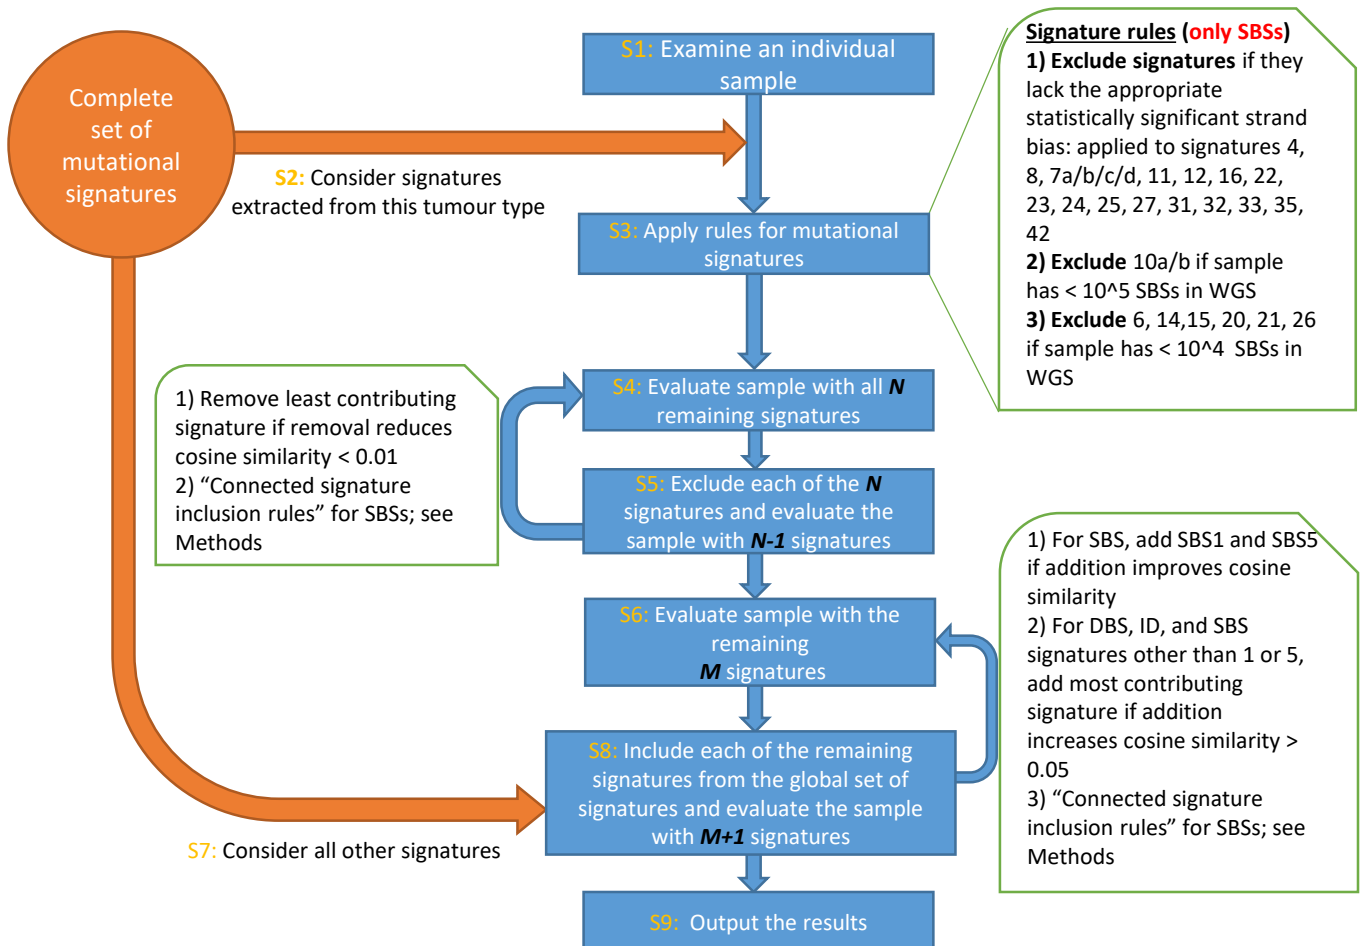 Complete
set of
mutational
signatures
S1: Examine an individual
sample
S2: Consider signatures
extracted from this tumour type
S3: Apply rules for mutational
signatures
Signature rules (only SBSs)
1) Exclude signatures if they
lack the appropriate
statistically significant strand
bias: applied to signatures 4,
8, 7a/b/c/d, 11, 12, 16, 22,
23, 24, 25, 27, 31, 32, 33, 35,
42
2) Exclude 10a/b if sample
has < 10^5 SBSs in WGS
3) Exclude 6, 14,15, 20, 21, 26
if sample has < 10^4 SBSs in
WGS
S4: Evaluate sample with all N
remaining signatures
1) Remove least contributing
signature if removal reduces
cosine similarity < 0.01
2) “Connected signature
inclusion rules” for SBSs; see
Methods
S5: Exclude each of the N
signatures and evaluate the
sample with N-1 signatures
S6: Evaluate sample with the
remaining
M signatures
1) For SBS, add SBS1 and SBS5
if addition improves cosine
similarity
2) For DBS, ID, and SBS
signatures other than 1 or 5,
add most contributing
signature if addition
increases cosine similarity >
0.05
3) “Connected signature
inclusion rules” for SBSs; see
Methods
S7: Consider all other signatures
S8: Include each of the remaining
signatures from the global set of
signatures and evaluate the sample
with M+1 signatures
S9: Output the results